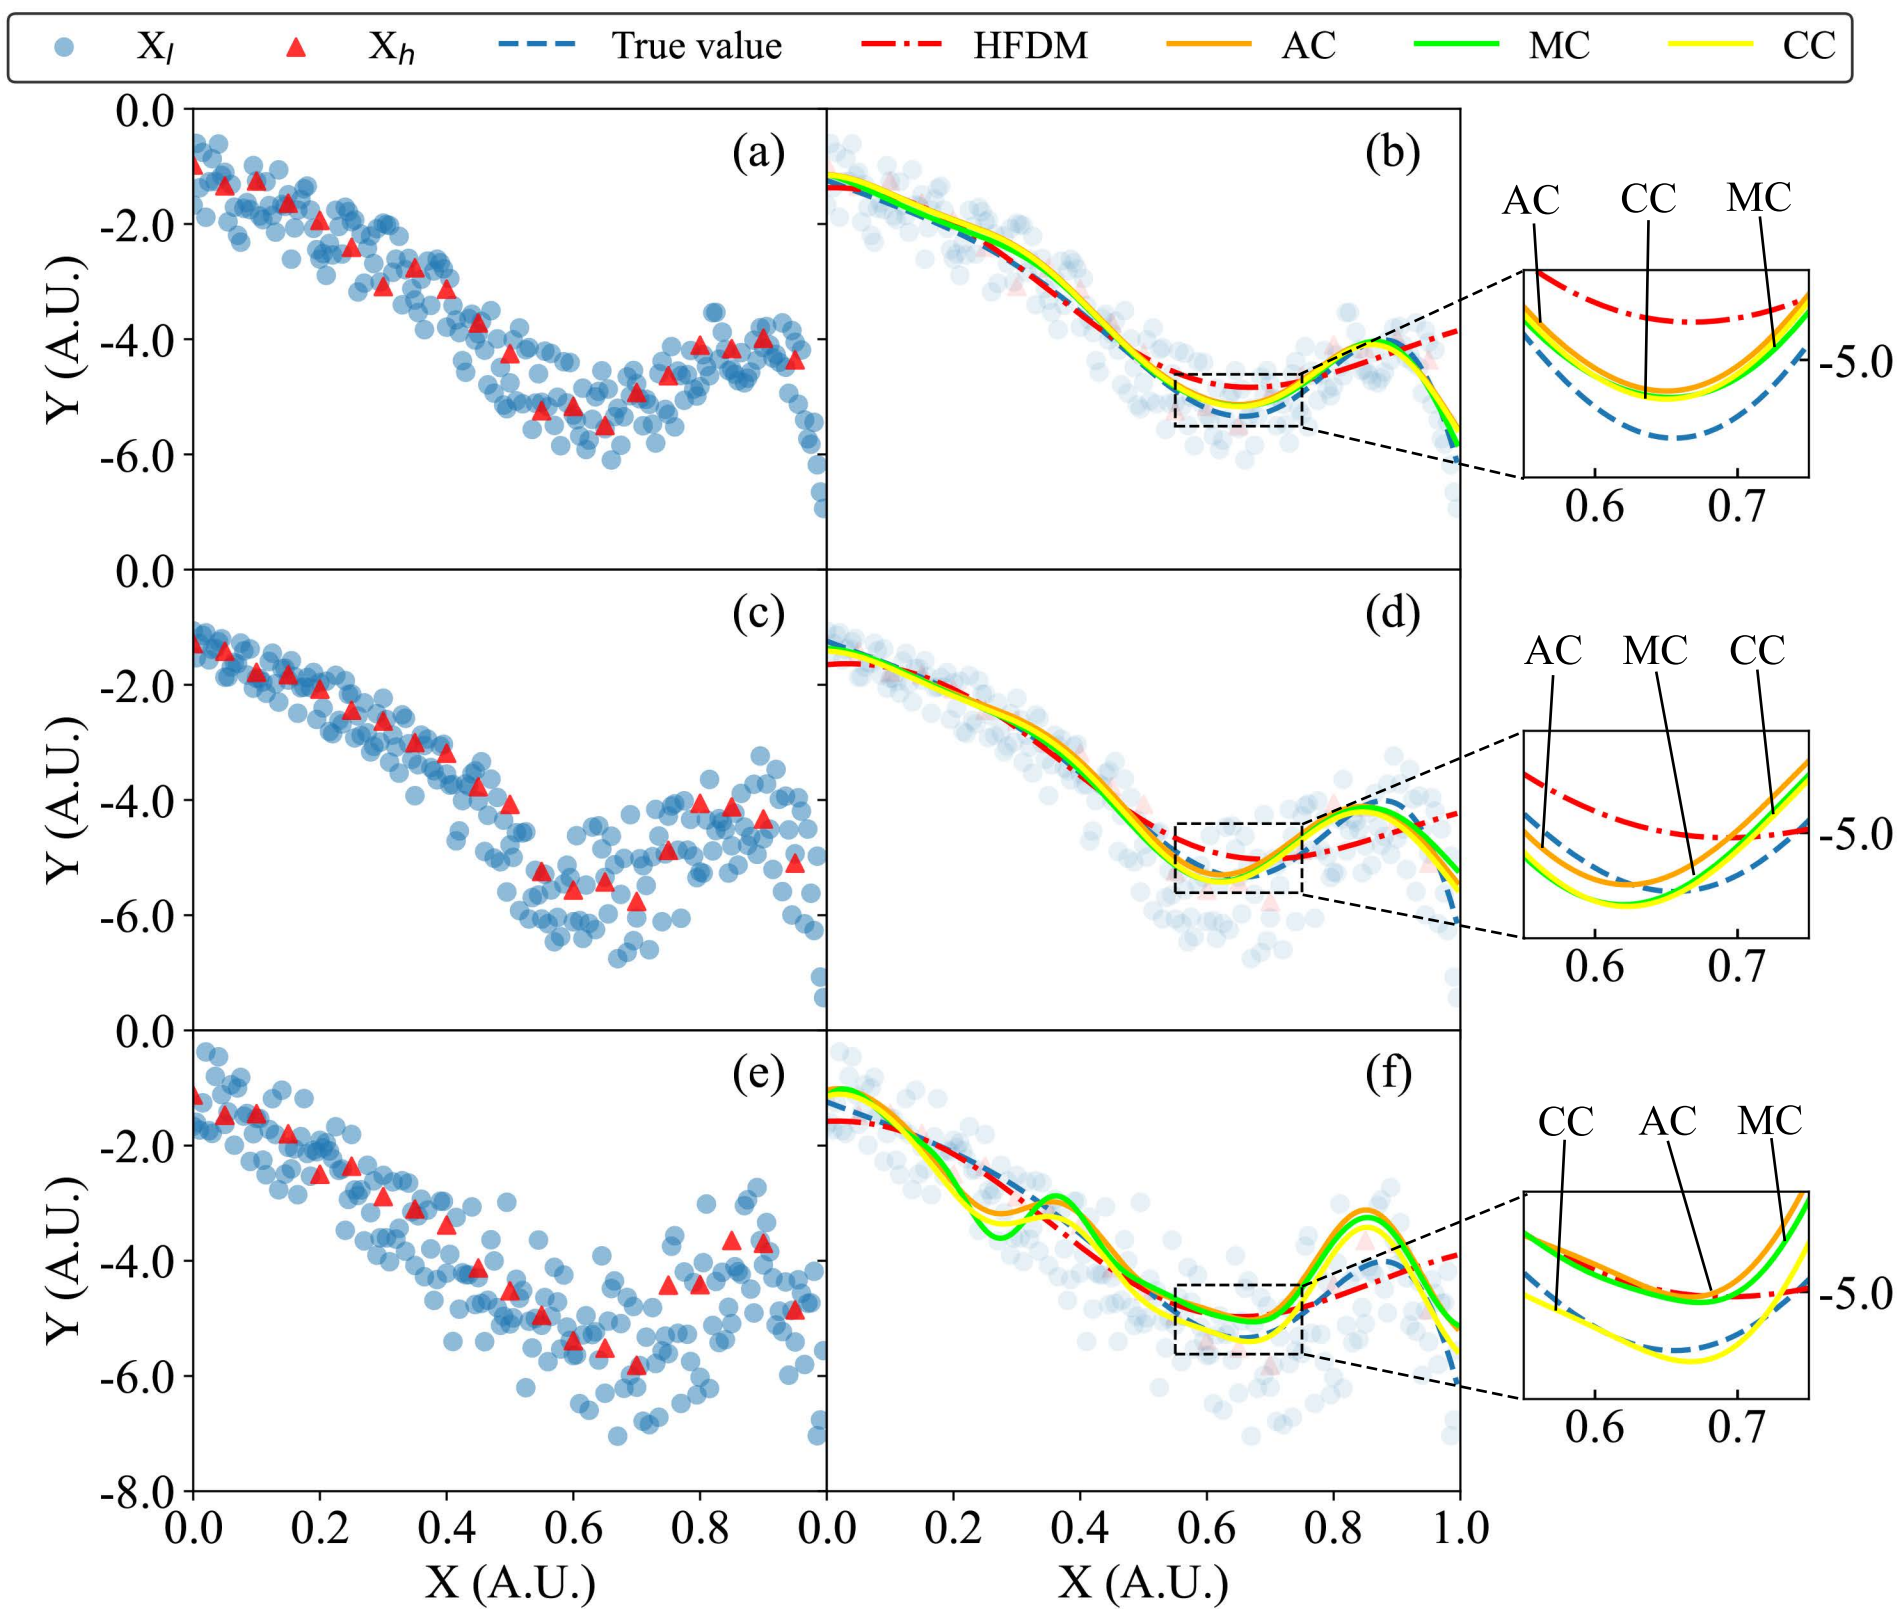 X_l X_h True value HFDM AC MC CC
0.0
-2.0
-4.0
-6.0
Y (A.U.)
(a)
(b)
AC CC MC
-5.0
0.6 0.7
0.0
-2.0
-4.0
-6.0
Y (A.U.)
(c)
(d)
AC MC CC
-5.0
0.6 0.7
0.0
-2.0
-4.0
-6.0
-8.0
Y (A.U.)
(e)
(f)
CC AC MC
-5.0
0.6 0.7
0.0 0.2 0.4 0.6 0.8 0.0 0.2 0.4 0.6 0.8 1.0
X (A.U.) X (A.U.)